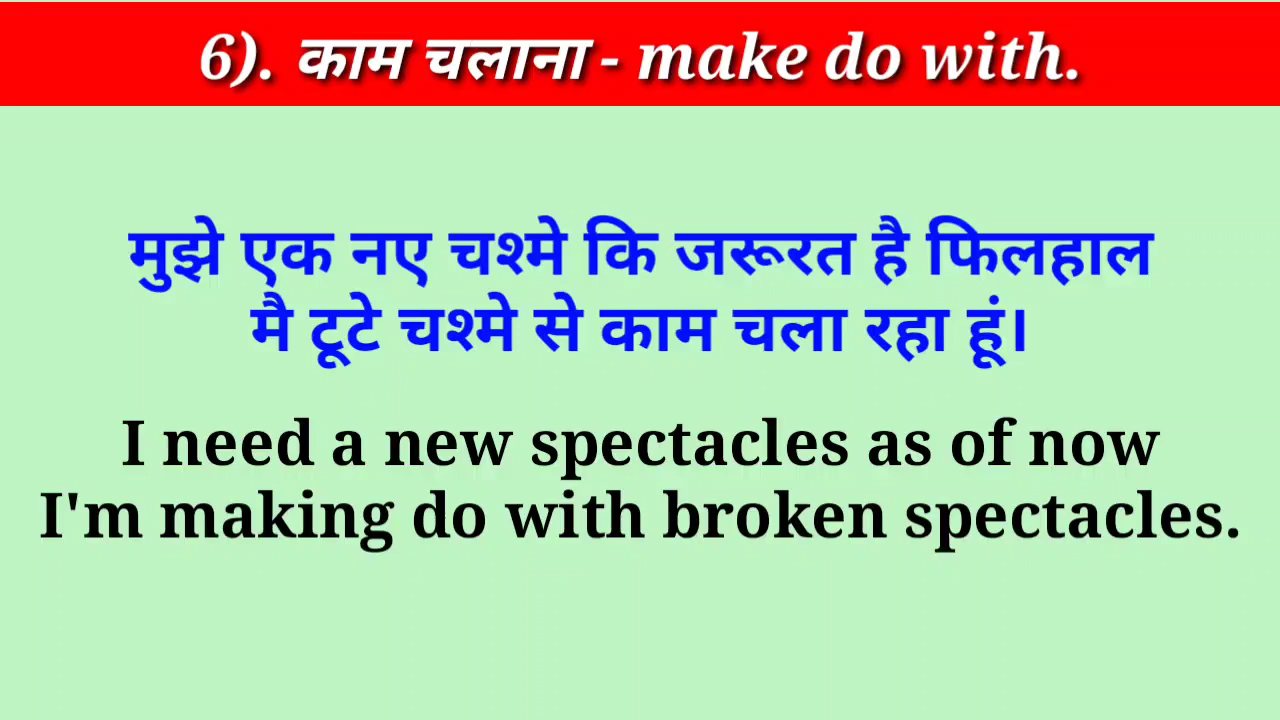 6). काम चलाना - make do with.
मुझे एक नए चश्मे कि जरूरत है फिलहाल
मै टूटे चश्मे से काम चला रहा हूं।
I need a new spectacles as of now
I'm making do with broken spectacles.